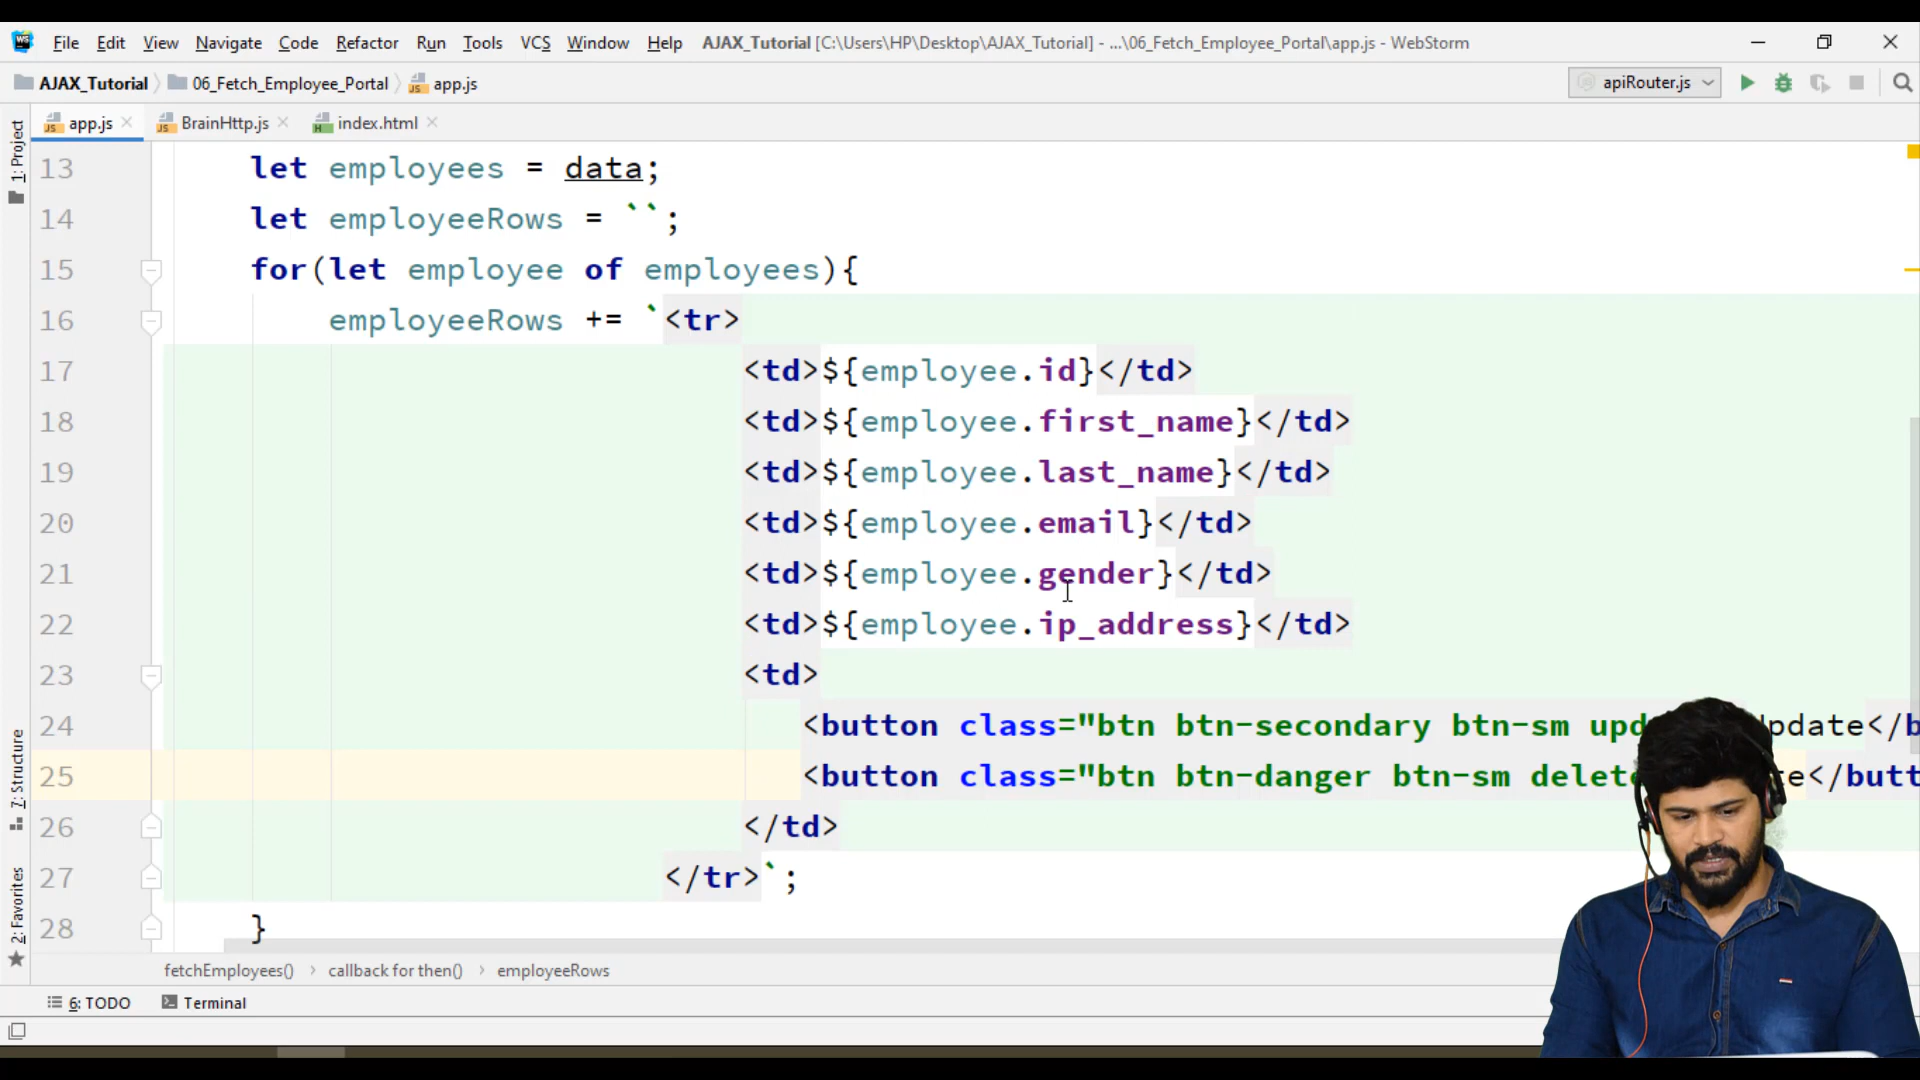 WS File Edit View Navigate Code Refactor Run Tools VCS Window Help AJAX_Tutorial [C:\Users\HP\Desktop\AJAX_Tutorial] - ...\06_Fetch_Employee_Portal\app.js - WebStorm
AJAX_Tutorial 06_Fetch_Employee_Portal app.js apiRouter.js
app.js BrainHttp.js index.html
1: Project
7: Structure
2: Favorites
13 let employees = data;
14 let employeeRows = ``;
15 for(let employee of employees){
16 employeeRows += `<tr>
17 <td>${employee.id}</td>
18 <td>${employee.first_name}</td>
19 <td>${employee.last_name}</td>
20 <td>${employee.email}</td>
21 <td>${employee.gender}</td>
22 <td>${employee.ip_address}</td>
23 <td>
24 <button class="btn btn-secondary btn-sm upd pdate</b
25 <button class="btn btn-danger btn-sm delet te</butt
26 </td>
27 </tr>`;
28 }
fetchEmployees() › callback for then() › employeeRows
6: TODO Terminal